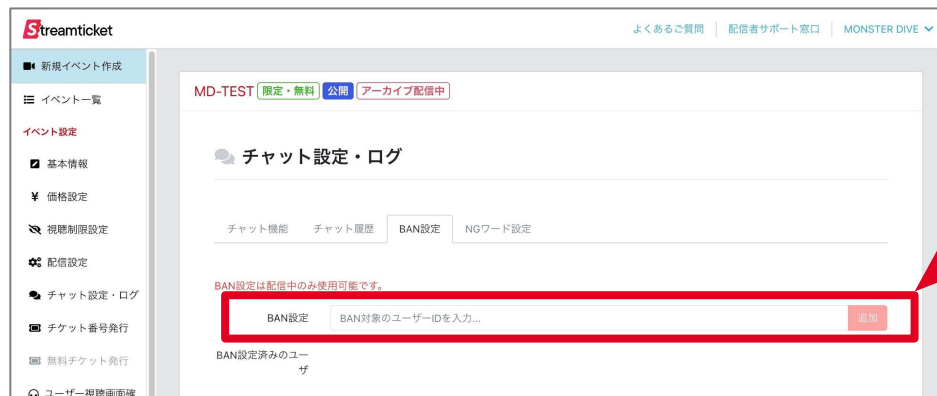 Streamticket
よくあるご質問
配信者サポート窓口
MONSTER DIVE
新規イベント作成
イベント一覧
イベント設定
基本情報
¥ 価格設定
視聴制限設定
配信設定
チャット設定・ログ
チケット番号発行
無料チケット発行
ユーザー視聴画面確
MD-TEST 限定・無料 公開 アーカイブ配信中
チャット設定・ログ
チャット機能 チャット履歴 BAN設定 NGワード設定
BAN設定は配信中のみ使用可能です。
BAN設定 BAN対象のユーザーIDを入力... 追加
BAN設定済みのユー
ザ